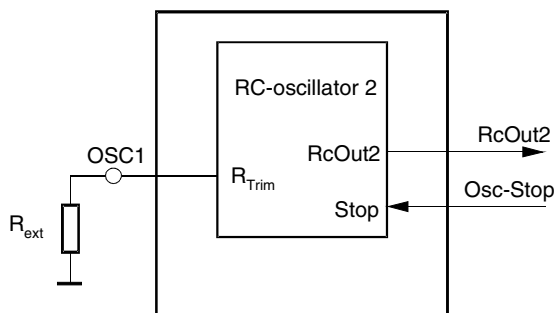 RC-oscillator 2
RcOut2
RcOut2
OSC1
Osc-Stop
R_Trim
Stop
R_ext